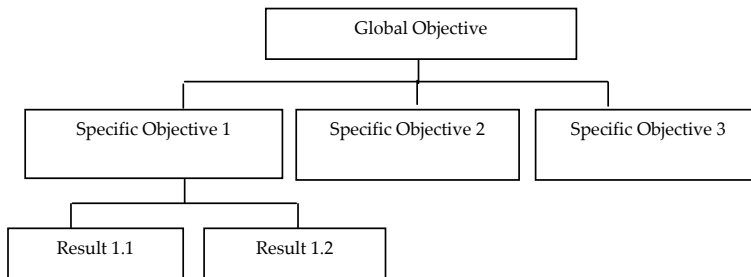 Global Objective
Specific Objective 1
Specific Objective 2
Specific Objective 3
Result 1.1
Result 1.2